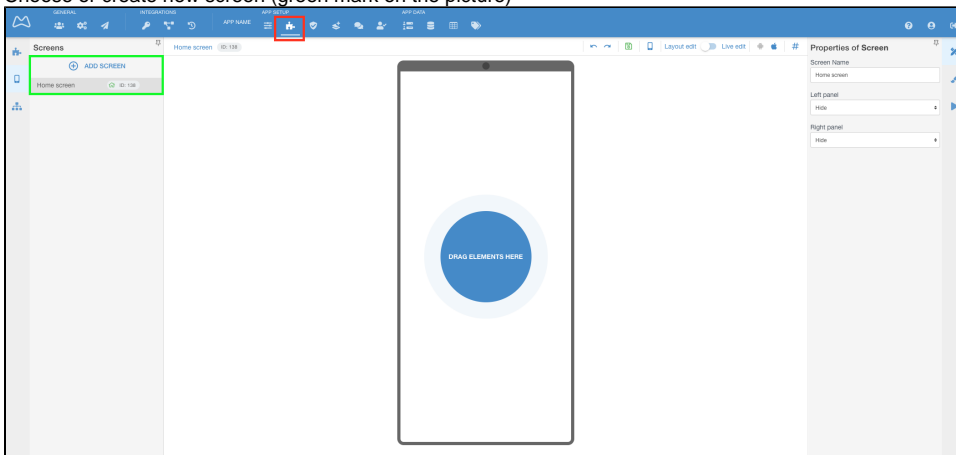 Choose or create new screen (green mark on the picture)
GENERAL INTEGRATIONS APP SETUP APP DATA
APP NAME
Screens
Home screen ID: 138
Layout edit Live edit
Properties of Screen
ADD SCREEN
Screen Name
Home screen ID: 138
Home screen
Left panel
Hide
Right panel
Hide
DRAG ELEMENTS HERE